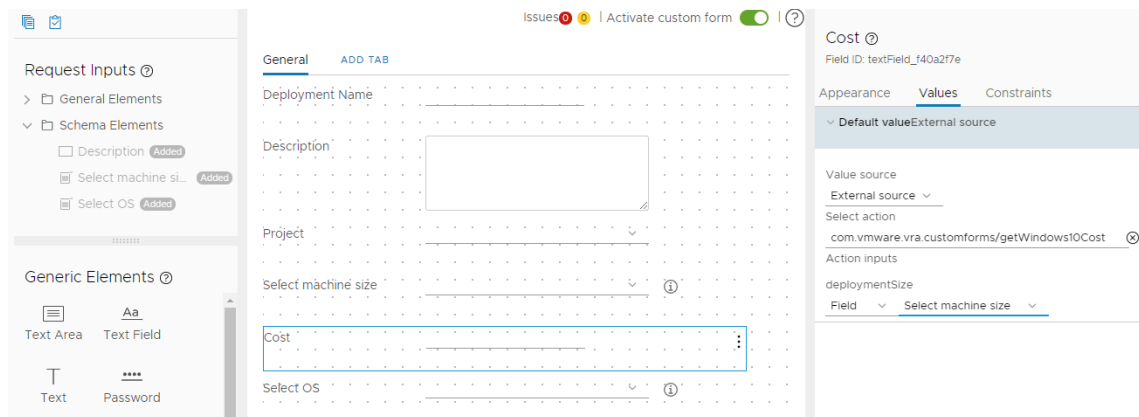 Issues 0 0 Activate custom form
Request Inputs
General Elements
Schema Elements
Description Added
Select machine si... Added
Select OS Added
Generic Elements
Aa
Text Area Text Field
Text Password
General ADD TAB
Deployment Name
Description
Project
Select machine size
Cost
Select OS
Cost
Field ID: textField_f40a2f7e
Appearance Values Constraints
Default valueExternal source
Value source
External source
Select action
com.vmware.vra.customforms/getWindows10Cost
Action inputs
deploymentSize
Field Select machine size